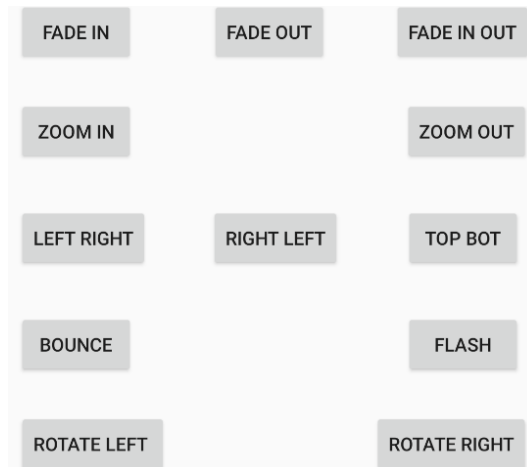 FADE IN FADE OUT FADE IN OUT
ZOOM IN ZOOM OUT
LEFT RIGHT RIGHT LEFT TOP BOT
BOUNCE FLASH
ROTATE LEFT ROTATE RIGHT